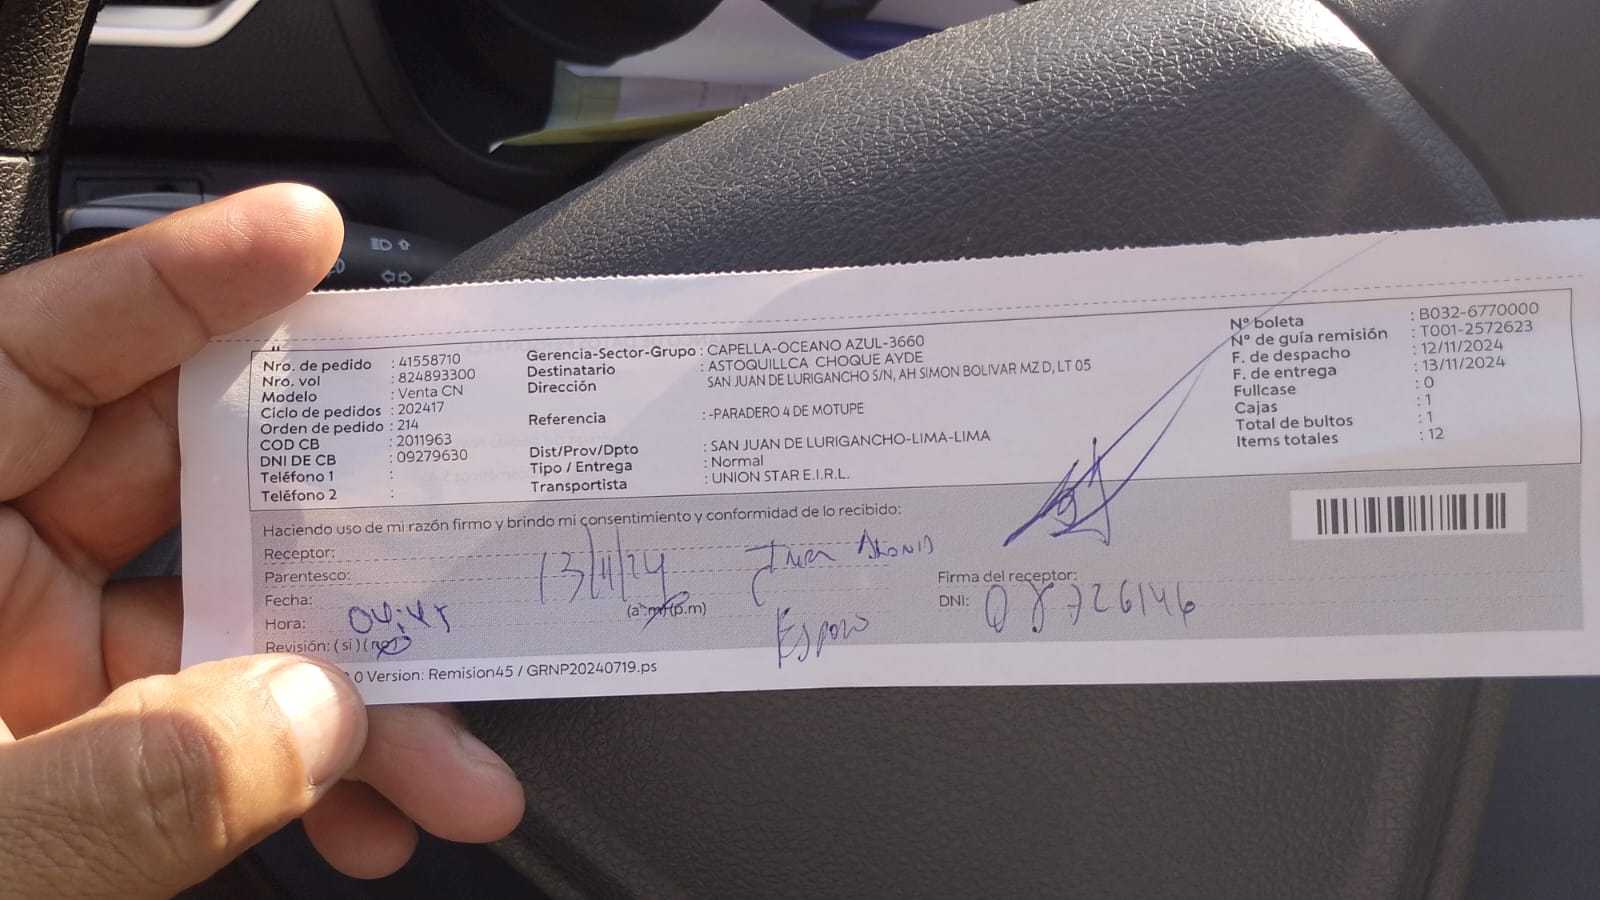 Nro. de pedido : 41558710
Nro. vol : 824893300
Modelo : Venta CN
Ciclo de pedidos : 202417
Orden de pedido : 214
COD CB : 2011963
DNI DE CB : 09279630
Teléfono 1 :
Teléfono 2 :
Gerencia-Sector-Grupo : CAPELLA-OCEANO AZUL-3660
Destinatario : ASTOQUILLCA CHOQUE AYDE
Dirección SAN JUAN DE LURIGANCHO S/N, AH SIMON BOLIVAR MZ D, LT 05
Referencia : -PARADERO 4 DE MOTUPE
Dist/Prov/Dpto : SAN JUAN DE LURIGANCHO-LIMA-LIMA
Tipo / Entrega : Normal
Transportista : UNION STAR E.I.R.L.
Nº boleta : B032-6770000
Nº de guía remisión : T001-2572623
F. de despacho : 12/11/2024
F. de entrega : 13/11/2024
Fullcase : 0
Cajas : 1
Total de bultos : 1
Items totales : 12
Haciendo uso de mi razón firmo y brindo mi consentimiento y conformidad de lo recibido:
Receptor:
Parentesco: Esposo
Fecha: 13/11/24
Hora: 04:45 (a.m) (p.m)
Revisión: ( si ) ( no )
Firma del receptor:
DNI: 08726146
.0 Version: Remision45 / GRNP20240719.ps